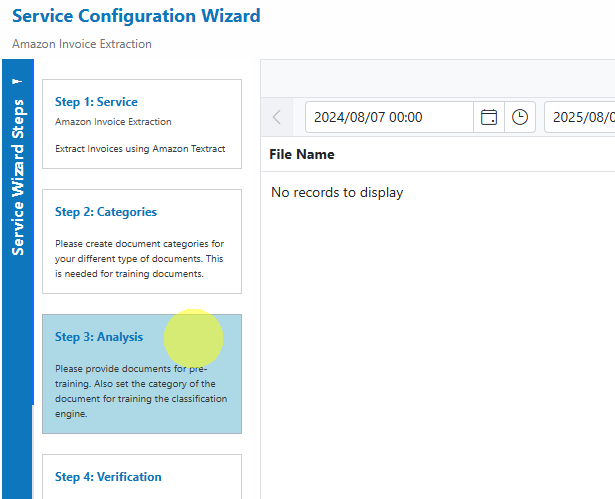 Service Configuration Wizard
Amazon Invoice Extraction
Service Wizard Steps
Step 1: Service
Amazon Invoice Extraction
Extract Invoices using Amazon Textract
Step 2: Categories
Please create document categories for
your different type of documents. This
is needed for training documents.
Step 3: Analysis
Please provide documents for pre-
training. Also set the category of the
document for training the classification
engine.
Step 4: Verification
2024/08/07 00:00
2025/08/0
File Name
No records to display